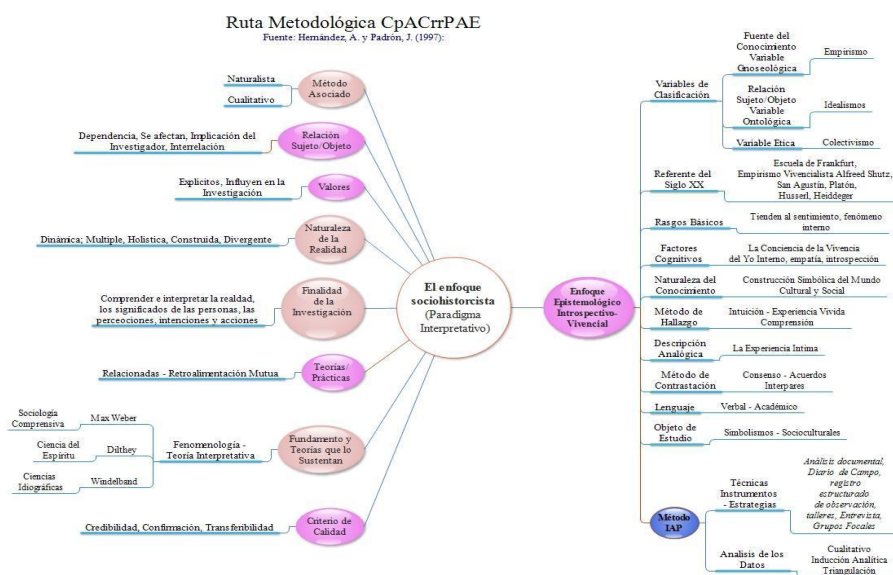 Ruta Metodológica CpACrrPAE
Fuente: Hernández, A. y Padrón, J. (1997):
Naturalista
Cualitativo
Método
Asociado
Dependencia, Se afectan, Implicación del
Investigador, Interrelación
Relación
Sujeto/Objeto
Explicitos, Influyen en la
Investigación
Valores
Dinámica; Multiple, Holistica, Construida, Divergente
Naturaleza
de la
Realidad
Comprender e interpretar la realdad,
los significados de las personas, las
perceociones, intenciones y acciones
Finalidad
de la
Investigación
Relacionadas - Retroalimentación Mutua
Teorías/
Prácticas
Sociología
Comprensiva
Max Weber
Ciencia del
Espíritu
Dilthey
Ciencias
Idiográficas
Windelband
Fenomenología -
Teoría Interpretativa
Fundamento y
Teorías que lo
Sustentan
Credibilidad, Confirmación, Transferibilidad
Criterio de
Calidad
El enfoque
sociohistorcista
(Paradigma
Interpretativo)
Enfoque
Epistemológico
Introspectivo-
Vivencial
Variables de
Clasificación
Fuente del
Conocimiento
Variable
Gnoseológica
Empirismo
Relación
Sujeto/Objeto
Variable
Ontológica
Idealismos
Variable Etica
Colectivismo
Referente del
Siglo XX
Escuela de Frankfurt,
Empirismo Vivencialista Alfreed Shutz,
San Agustín, Platón,
Husserl, Heiddeger
Rasgos Básicos
Tienden al sentimiento, fenómeno
interno
Factores
Cognitivos
La Conciencia de la Vivencia
del Yo Interno, empatía, introspección
Naturaleza del
Conocimiento
Construcción Simbólica del Mundo
Cultural y Social
Método de
Hallazgo
Intuición - Experiencia Vivida
Comprensión
Descripción
Analógica
La Experiencia Intima
Método de
Contrastación
Consenso - Acuerdos
Interpares
Lenguaje
Verbal - Académico
Objeto de
Estudio
Simbolismos - Socioculturales
Método
IAP
Técnicas
Instrumentos
- Estrategias
Análisis documental,
Diario de Campo,
registro
estructurado
de observación,
talleres, Entrevista,
Grupos Focales
Analisis de los
Datos
Cualitativo
Inducción Analítica
Triangulación